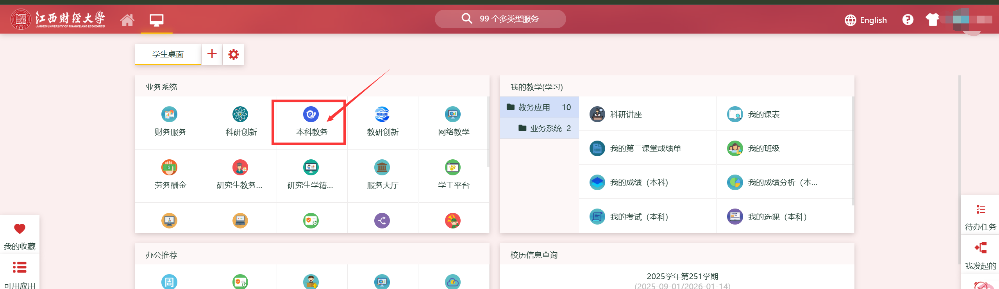 江西财经大学
JIANGXI UNIVERSITY OF FINANCE AND ECONOMICS
99 个多类型服务
English
学生桌面
业务系统
财务服务
科研创新
本科教务
教研创新
教研创新
网络教学
劳务酬金
研究生教务...
研究生学籍...
服务大厅
学工平台
我的教学(学习)
教务应用 10
业务系统 2
科研讲座
我的课表
我的第二课堂成绩单
我的班级
我的成绩（本科）
我的成绩分析（本...
我的考试（本科）
我的选课（本科）
办公推荐
周
校历信息查询
2025学年第251学期
(2025-09-01/2026-01-14)
我的收藏
可用应用
待办任务
我发起的